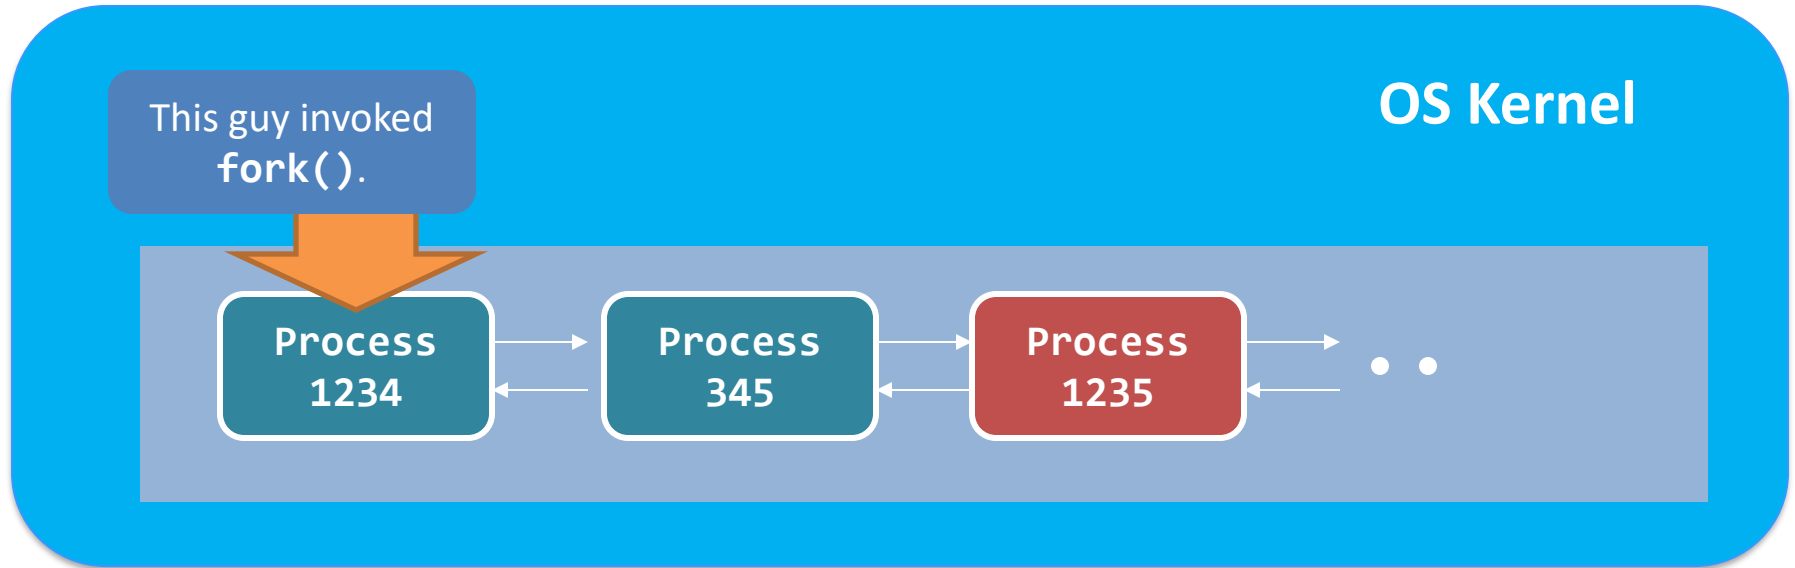 OS Kernel
This guy invoked
fork().
Process
1234
Process
345
Process
1235